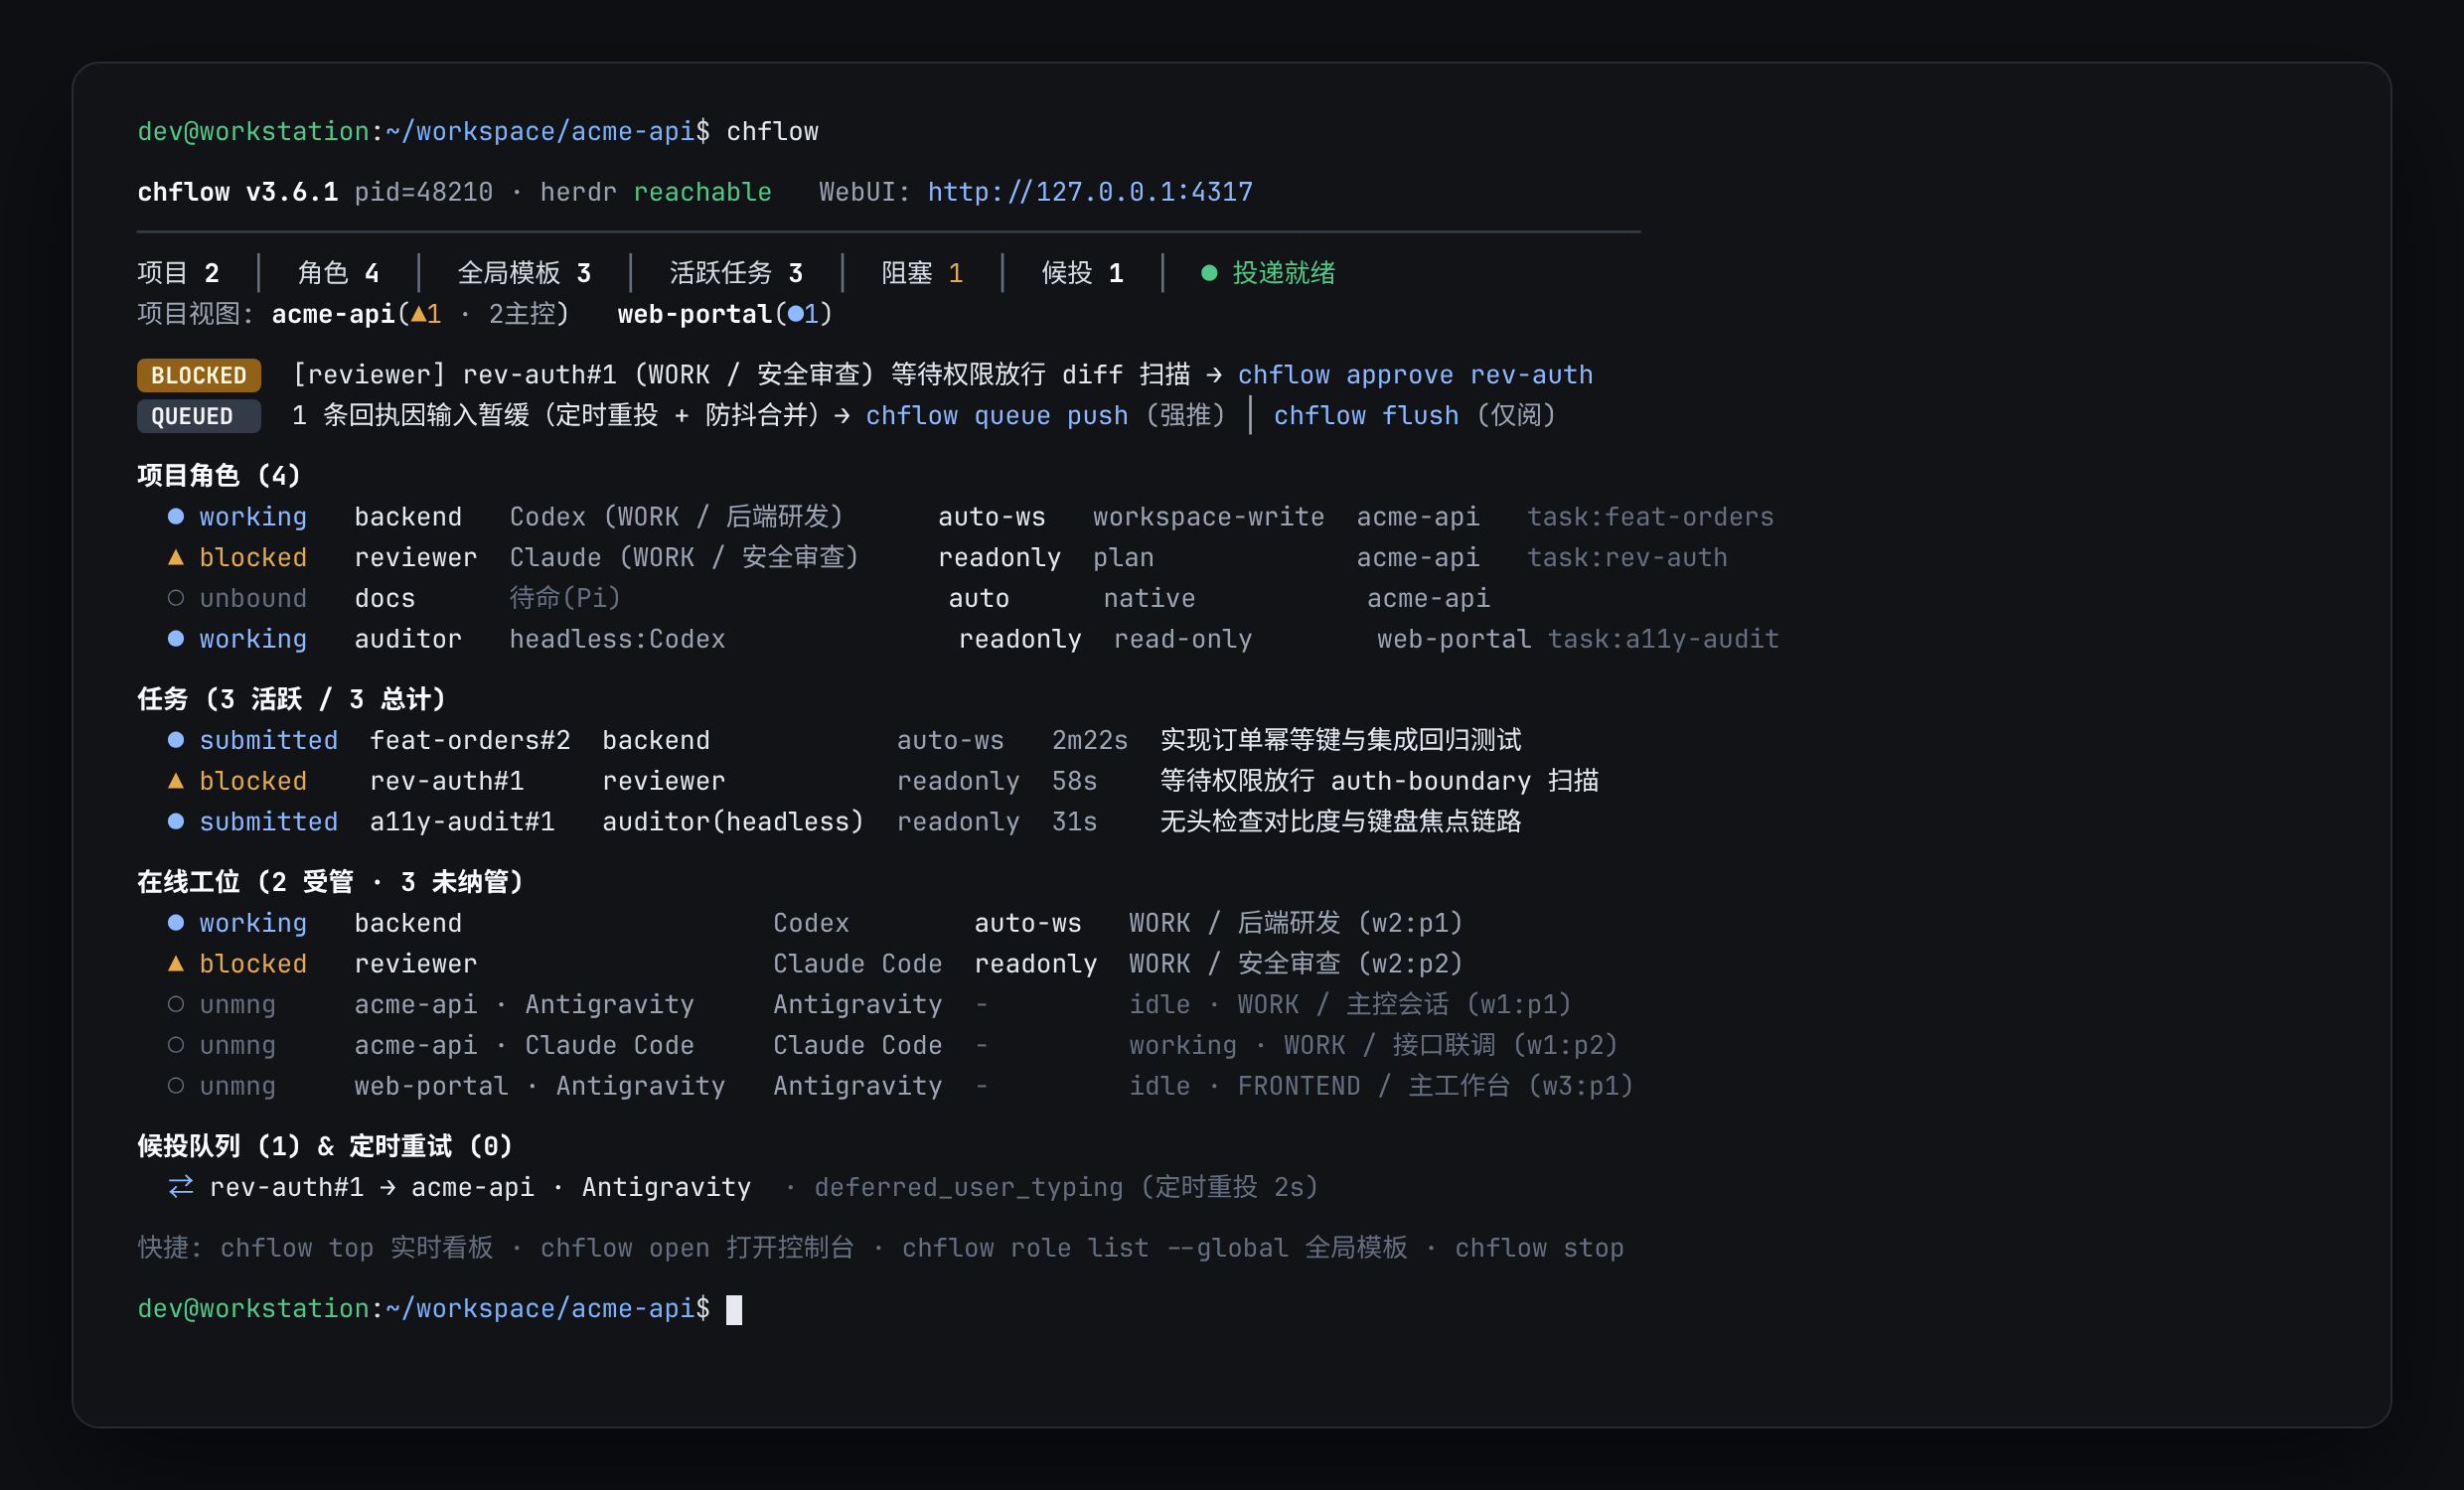 dev@workstation:~/workspace/acme-api$ chflow
chflow v3.6.1 pid=48210 · herdr reachable   WebUI: http://127.0.0.1:4317
项目 2 │ 角色 4 │ 全局模板 3 │ 活跃任务 3 │ 阻塞 1 │ 候投 1 │ ● 投递就绪
项目视图: acme-api(▲1 · 2主控)   web-portal(●1)
BLOCKED  [reviewer] rev-auth#1 (WORK / 安全审查) 等待权限放行 diff 扫描 → chflow approve rev-auth
QUEUED  1 条回执因输入暂缓（定时重投 + 防抖合并）→ chflow queue push (强推) │ chflow flush (仅阅)
项目角色 (4)
● working   backend   Codex (WORK / 后端研发)   auto-ws   workspace-write  acme-api   task:feat-orders
▲ blocked   reviewer  Claude (WORK / 安全审查)   readonly  plan   acme-api   task:rev-auth
○ unbound   docs   待命(Pi)   auto   native   acme-api
● working   auditor   headless:Codex   readonly  read-only   web-portal task:a11y-audit
任务 (3 活跃 / 3 总计)
● submitted  feat-orders#2  backend   auto-ws   2m22s  实现订单幂等键与集成回归测试
▲ blocked   rev-auth#1   reviewer   readonly  58s   等待权限放行 auth-boundary 扫描
● submitted  a11y-audit#1   auditor(headless)  readonly  31s   无头检查对比度与键盘焦点链路
在线工位 (2 受管 · 3 未纳管)
● working   backend   Codex   auto-ws   WORK / 后端研发 (w2:p1)
▲ blocked   reviewer   Claude Code  readonly  WORK / 安全审查 (w2:p2)
○ unmng   acme-api · Antigravity   Antigravity  -   idle · WORK / 主控会话 (w1:p1)
○ unmng   acme-api · Claude Code   Claude Code  -   working · WORK / 接口联调 (w1:p2)
○ unmng   web-portal · Antigravity   Antigravity  -   idle · FRONTEND / 主工作台 (w3:p1)
候投队列 (1) & 定时重试 (0)
⇄ rev-auth#1 → acme-api · Antigravity  · deferred_user_typing (定时重投 2s)
快捷: chflow top 实时看板 · chflow open 打开控制台 · chflow role list --global 全局模板 · chflow stop
dev@workstation:~/workspace/acme-api$